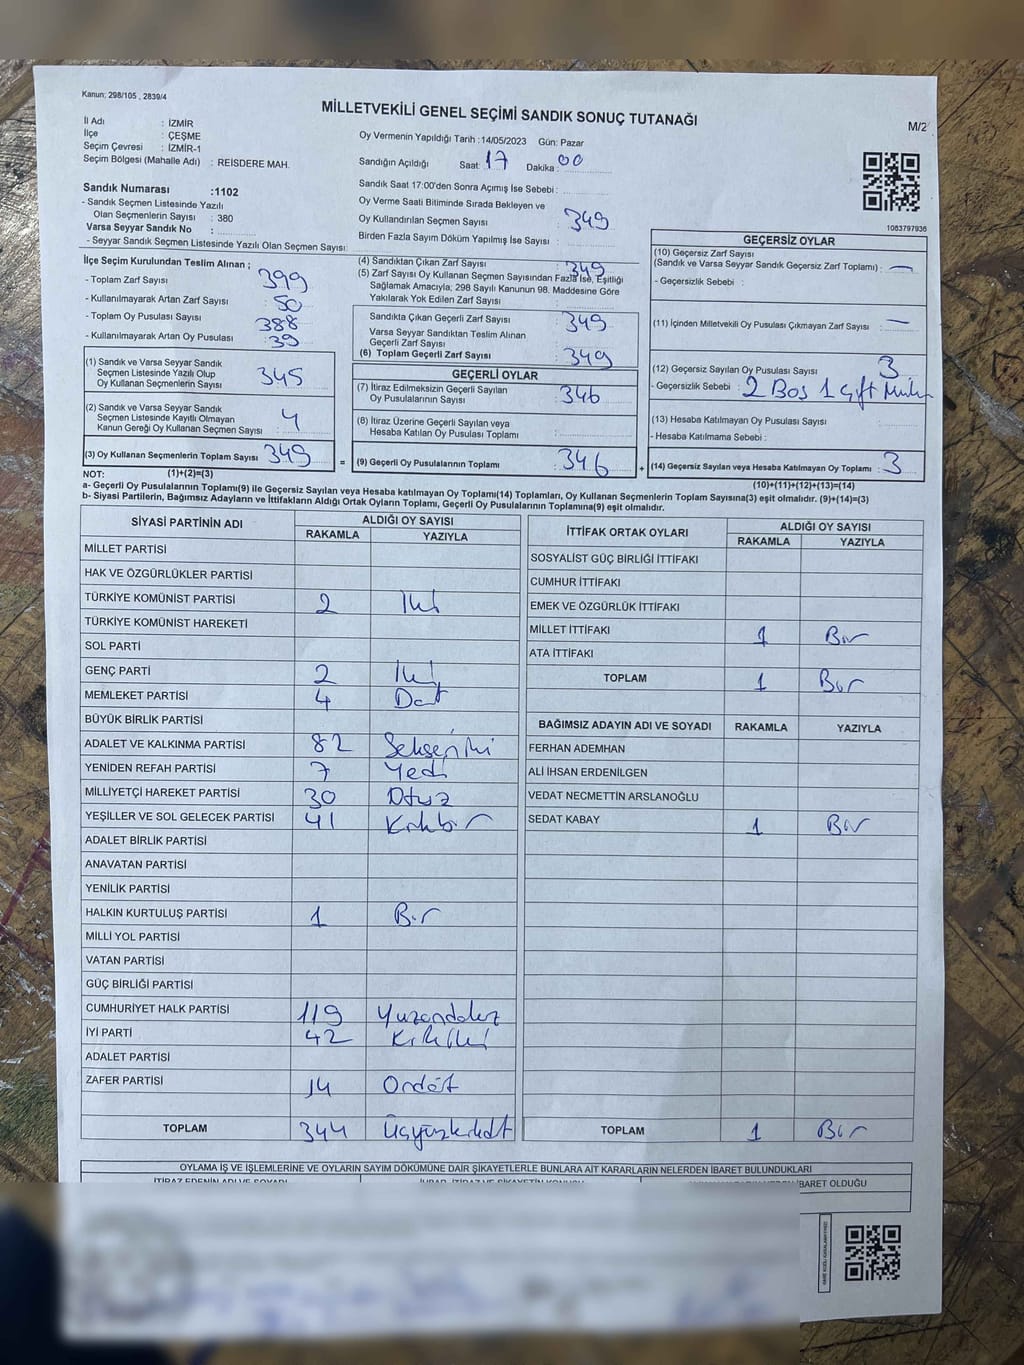 Kanun: 298/105 , 2839/4
MİLLETVEKİLİ GENEL SEÇİMİ SANDIK SONUÇ TUTANAĞI
M/2
İl Adı : İZMİR
İlçe : ÇEŞME
Seçim Çevresi : İZMİR-1
Seçim Bölgesi (Mahalle Adı) : REİSDERE MAH.
Oy Vermenin Yapıldığı Tarih :14/05/2023 Gün: Pazar
Sandığın Açıldığı Saat: 17 Dakika : 00
Sandık Saat 17:00'den Sonra Açımış İse Sebebi :
Oy Verme Saati Bitiminde Sırada Bekleyen ve
Oy Kullandırılan Seçmen Sayısı : 349
Birden Fazla Sayım Döküm Yapılmış İse Sayısı :
1063797936
Sandık Numarası :1102
- Sandık Seçmen Listesinde Yazılı
Olan Seçmenlerin Sayısı : 380
Varsa Seyyar Sandık No :
- Seyyar Sandık Seçmen Listesinde Yazılı Olan Seçmen Sayısı:
İlçe Seçim Kurulundan Teslim Alınan ;
- Toplam Zarf Sayısı : 399
- Kullanılmayarak Artan Zarf Sayısı : 50
- Toplam Oy Pusulası Sayısı : 388
- Kullanılmayarak Artan Oy Pusulası : 39
(1) Sandık ve Varsa Seyyar Sandık
Seçmen Listesinde Yazılı Olup
Oy Kullanan Seçmenlerin Sayısı : 345
(2) Sandık ve Varsa Seyyar Sandık
Seçmen Listesinde Kayıtlı Olmayan
Kanun Gereği Oy Kullanan Seçmen Sayısı : 4
(3) Oy Kullanan Seçmenlerin Toplam Sayısı : 349
(4) Sandıktan Çıkan Zarf Sayısı : 349
(5) Zarf Sayısı Oy Kullanan Seçmen Sayısından Fazla İse, Eşitliği
Sağlamak Amacıyla; 298 Sayılı Kanunun 98. Maddesine Göre
Yakılarak Yok Edilen Zarf Sayısı :
Sandıkta Çıkan Geçerli Zarf Sayısı : 349
Varsa Seyyar Sandıktan Teslim Alınan
Geçerli Zarf Sayısı :
(6) Toplam Geçerli Zarf Sayısı : 349
GEÇERLİ OYLAR
(7) İtiraz Edilmeksizin Geçerli Sayılan
Oy Pusulalarının Sayısı : 346
(8) İtiraz Üzerine Geçerli Sayılan veya
Hesaba Katılan Oy Pusulası Toplamı :
= (9) Geçerli Oy Pusulalarının Toplamı : 346
GEÇERSİZ OYLAR
(10) Geçersiz Zarf Sayısı
(Sandık ve Varsa Seyyar Sandık Geçersiz Zarf Toplamı) : —
- Geçersizlik Sebebi :
(11) İçinden Milletvekili Oy Pusulası Çıkmayan Zarf Sayısı : —
(12) Geçersiz Sayılan Oy Pusulası Sayısı : 3
- Geçersizlik Sebebi : 2 Boş 1 Çift Mühür
(13) Hesaba Katılmayan Oy Pusulası Sayısı :
- Hesaba Katılmama Sebebi :
+ (14) Geçersiz Sayılan veya Hesaba Katılmayan Oy Toplamı : 3
NOT: (1)+(2)=(3) (10)+(11)+(12)+(13)=(14)
a- Geçerli Oy Pusulalarının Toplamı(9) ile Geçersiz Sayılan veya Hesaba katılmayan Oy Toplamı(14) Toplamları, Oy Kullanan Seçmenlerin Toplam Sayısına(3) eşit olmalıdır. (9)+(14)=(3)
b- Siyasi Partilerin, Bağımsız Adayların ve İttifakların Aldığı Ortak Oyların Toplamı, Geçerli Oy Pusulalarının Toplamına(9) eşit olmalıdır.
SİYASİ PARTİNİN ADI ALDIĞI OY SAYISI
RAKAMLA YAZIYLA
MİLLET PARTİSİ
HAK VE ÖZGÜRLÜKLER PARTİSİ
TÜRKİYE KOMÜNİST PARTİSİ 2 İki
TÜRKİYE KOMÜNİST HAREKETİ
SOL PARTİ
GENÇ PARTİ 2 İki
MEMLEKET PARTİSİ 4 Dört
BÜYÜK BİRLİK PARTİSİ
ADALET VE KALKINMA PARTİSİ 82 Sekseniki
YENİDEN REFAH PARTİSİ 7 Yedi
MİLLİYETÇİ HAREKET PARTİSİ 30 Otuz
YEŞİLLER VE SOL GELECEK PARTİSİ 41 Kırkbir
ADALET BİRLİK PARTİSİ
ANAVATAN PARTİSİ
YENİLİK PARTİSİ
HALKIN KURTULUŞ PARTİSİ 1 Bir
MİLLİ YOL PARTİSİ
VATAN PARTİSİ
GÜÇ BİRLİĞİ PARTİSİ
CUMHURİYET HALK PARTİSİ 119 Yüzondokuz
İYİ PARTİ 42 Kırkiki
ADALET PARTİSİ
ZAFER PARTİSİ 14 Ondört
TOPLAM 344 Üçyüzkırkdört
İTTİFAK ORTAK OYLARI ALDIĞI OY SAYISI
RAKAMLA YAZIYLA
SOSYALİST GÜÇ BİRLİĞİ İTTİFAKI
CUMHUR İTTİFAKI
EMEK VE ÖZGÜRLÜK İTTİFAKI
MİLLET İTTİFAKI 1 Bir
ATA İTTİFAKI
TOPLAM 1 Bir
BAĞIMSIZ ADAYIN ADI VE SOYADI RAKAMLA YAZIYLA
FERHAN ADEMHAN
ALİ İHSAN ERDENİLGEN
VEDAT NECMETTİN ARSLANOĞLU
SEDAT KABAY 1 Bir
TOPLAM 1 Bir
OYLAMA İŞ VE İŞLEMLERİNE VE OYLARIN SAYIM DÖKÜMÜNE DAİR ŞİKAYETLERLE BUNLARA AİT KARARLARIN NELERDEN İBARET BULUNDUKLARI
İBARET OLDUĞU